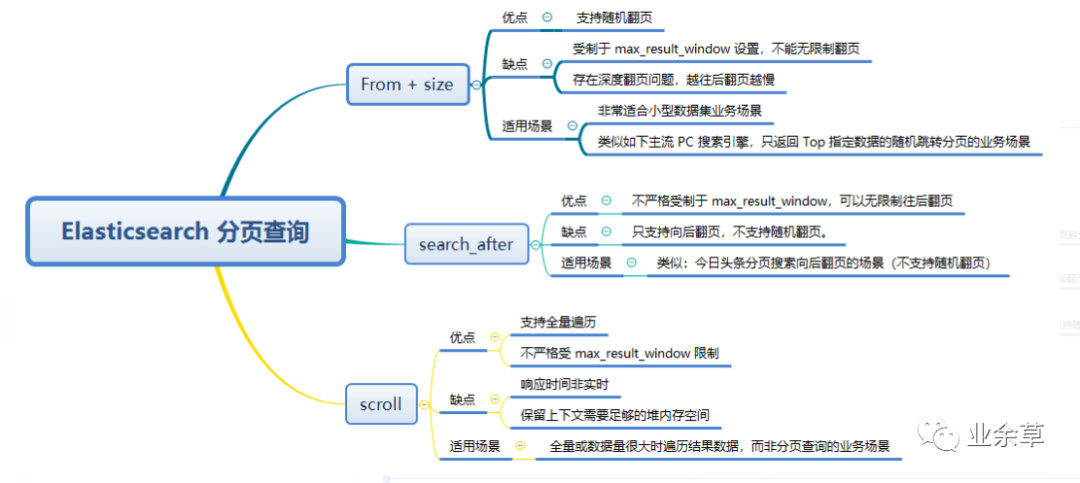 Elasticsearch 分页查询
From + size
优点
支持随机翻页
缺点
受制于 max_result_window 设置，不能无限制翻页
存在深度翻页问题，越往后翻页越慢
适用场景
非常适合小型数据集业务场景
类似如下主流 PC 搜索引擎，只返回 Top 指定数据的随机跳转分页的业务场景
search_after
优点
不严格受制于 max_result_window，可以无限制往后翻页
缺点
只支持向后翻页，不支持随机翻页。
适用场景
类似：今日头条分页搜索向后翻页的场景（不支持随机翻页）
scroll
优点
支持全量遍历
不严格受 max_result_window 限制
缺点
响应时间非实时
保留上下文需要足够的堆内存空间
适用场景
全量或数据量很大时遍历结果数据，而非分页查询的业务场景
业余草